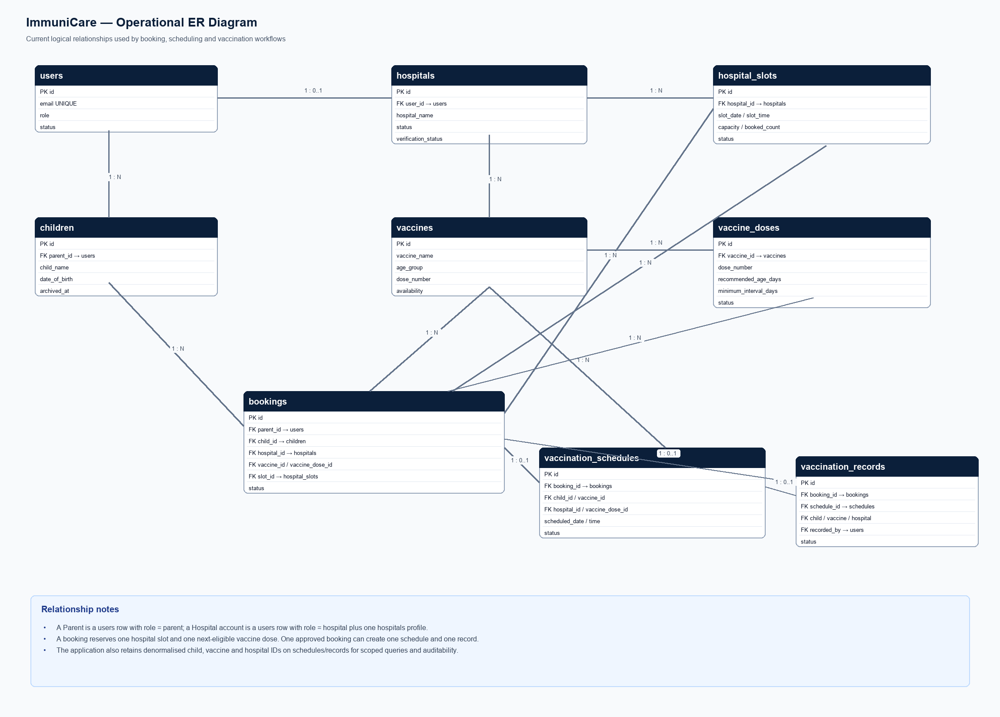 ImmuniCare — Operational ER Diagram
Current logical relationships used by booking, scheduling and vaccination workflows
users
PK id
email UNIQUE
role
status
1 : 0..1
hospitals
PK id
FK user_id → users
hospital_name
status
verification_status
1 : N
hospital_slots
PK id
FK hospital_id → hospitals
slot_date / slot_time
capacity / booked_count
status
1 : N
1 : N
children
PK id
FK parent_id → users
child_name
date_of_birth
archived_at
vaccines
PK id
vaccine_name
age_group
dose_number
availability
1 : N
1 : N
1 : N
vaccine_doses
PK id
FK vaccine_id → vaccines
dose_number
recommended_age_days
minimum_interval_days
status
1 : N
1 : N
1 : N
1 : N
bookings
PK id
FK parent_id → users
FK child_id → children
FK hospital_id → hospitals
FK vaccine_id / vaccine_dose_id
FK slot_id → hospital_slots
status
1 : 0..1
vaccination_schedules
1 : 0..1
PK id
FK booking_id → bookings
FK child_id / vaccine_id
FK hospital_id / vaccine_dose_id
scheduled_date / time
status
1 : 0..1
vaccination_records
PK id
FK booking_id → bookings
FK schedule_id → schedules
FK child / vaccine / hospital
FK recorded_by → users
status
Relationship notes
• A Parent is a users row with role = parent; a Hospital account is a users row with role = hospital plus one hospitals profile.
• A booking reserves one hospital slot and one next-eligible vaccine dose. One approved booking can create one schedule and one record.
• The application also retains denormalised child, vaccine and hospital IDs on schedules/records for scoped queries and auditability.